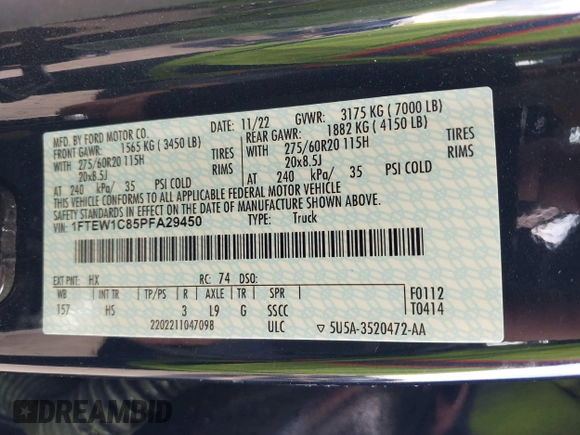 MFD. BY FORD MOTOR CO. 11/22 GVWR: 3175 KG ( 7000 LB)
FRONT GAWR: 1565 KG ( 3450 LB) REAR GAWR: 1882 KG ( 4150 LB)
WITH 275/60R20 115H TIRES WITH 275/60R20 115H TIRES
20x8.5J RIMS 20x8.5J RIMS
AT 240 kPa/ 35 PSI COLD AT 240 kPa/ 35 PSI COLD
THIS VEHICLE CONFORMS TO ALL APPLICABLE FEDERAL MOTOR VEHICLE
SAFETY STANDARDS IN EFFECT ON THE DATE OF MANUFACTURE SHOWN ABOVE.
VIN: 1FTEW1C85PFA29450 TYPE: Truck
EXT PNT: HX RC: 74 DSO:
WB INT TR TP/PS R AXLE TR SPR F0112
157 HS 3 L9 G SSCC T0414
2202211047098 ULC ▽ 5U5A-3520472-AA
DREAMBID